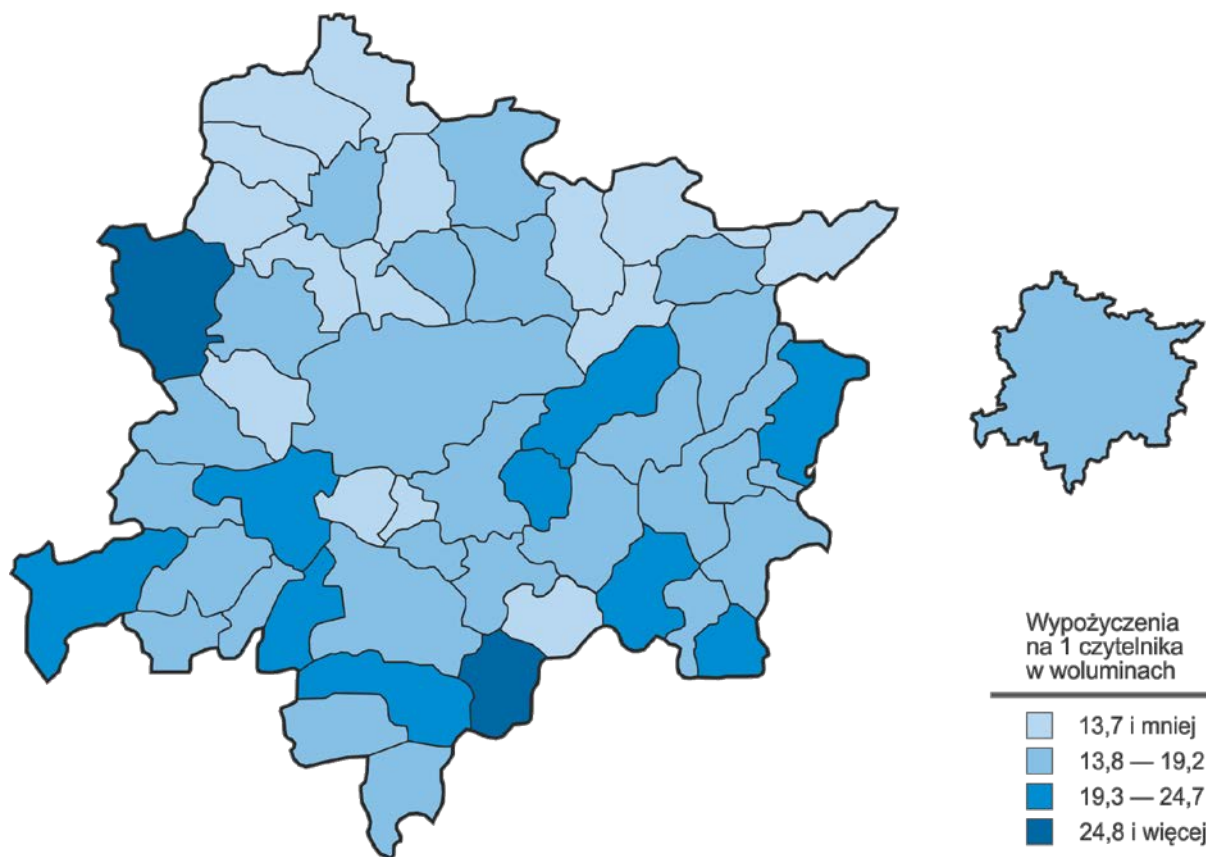 Wypożyczenia
na 1 czytelnika
w woluminach
13,7 i mniej
13,8 — 19,2
19,3 — 24,7
24,8 i więcej